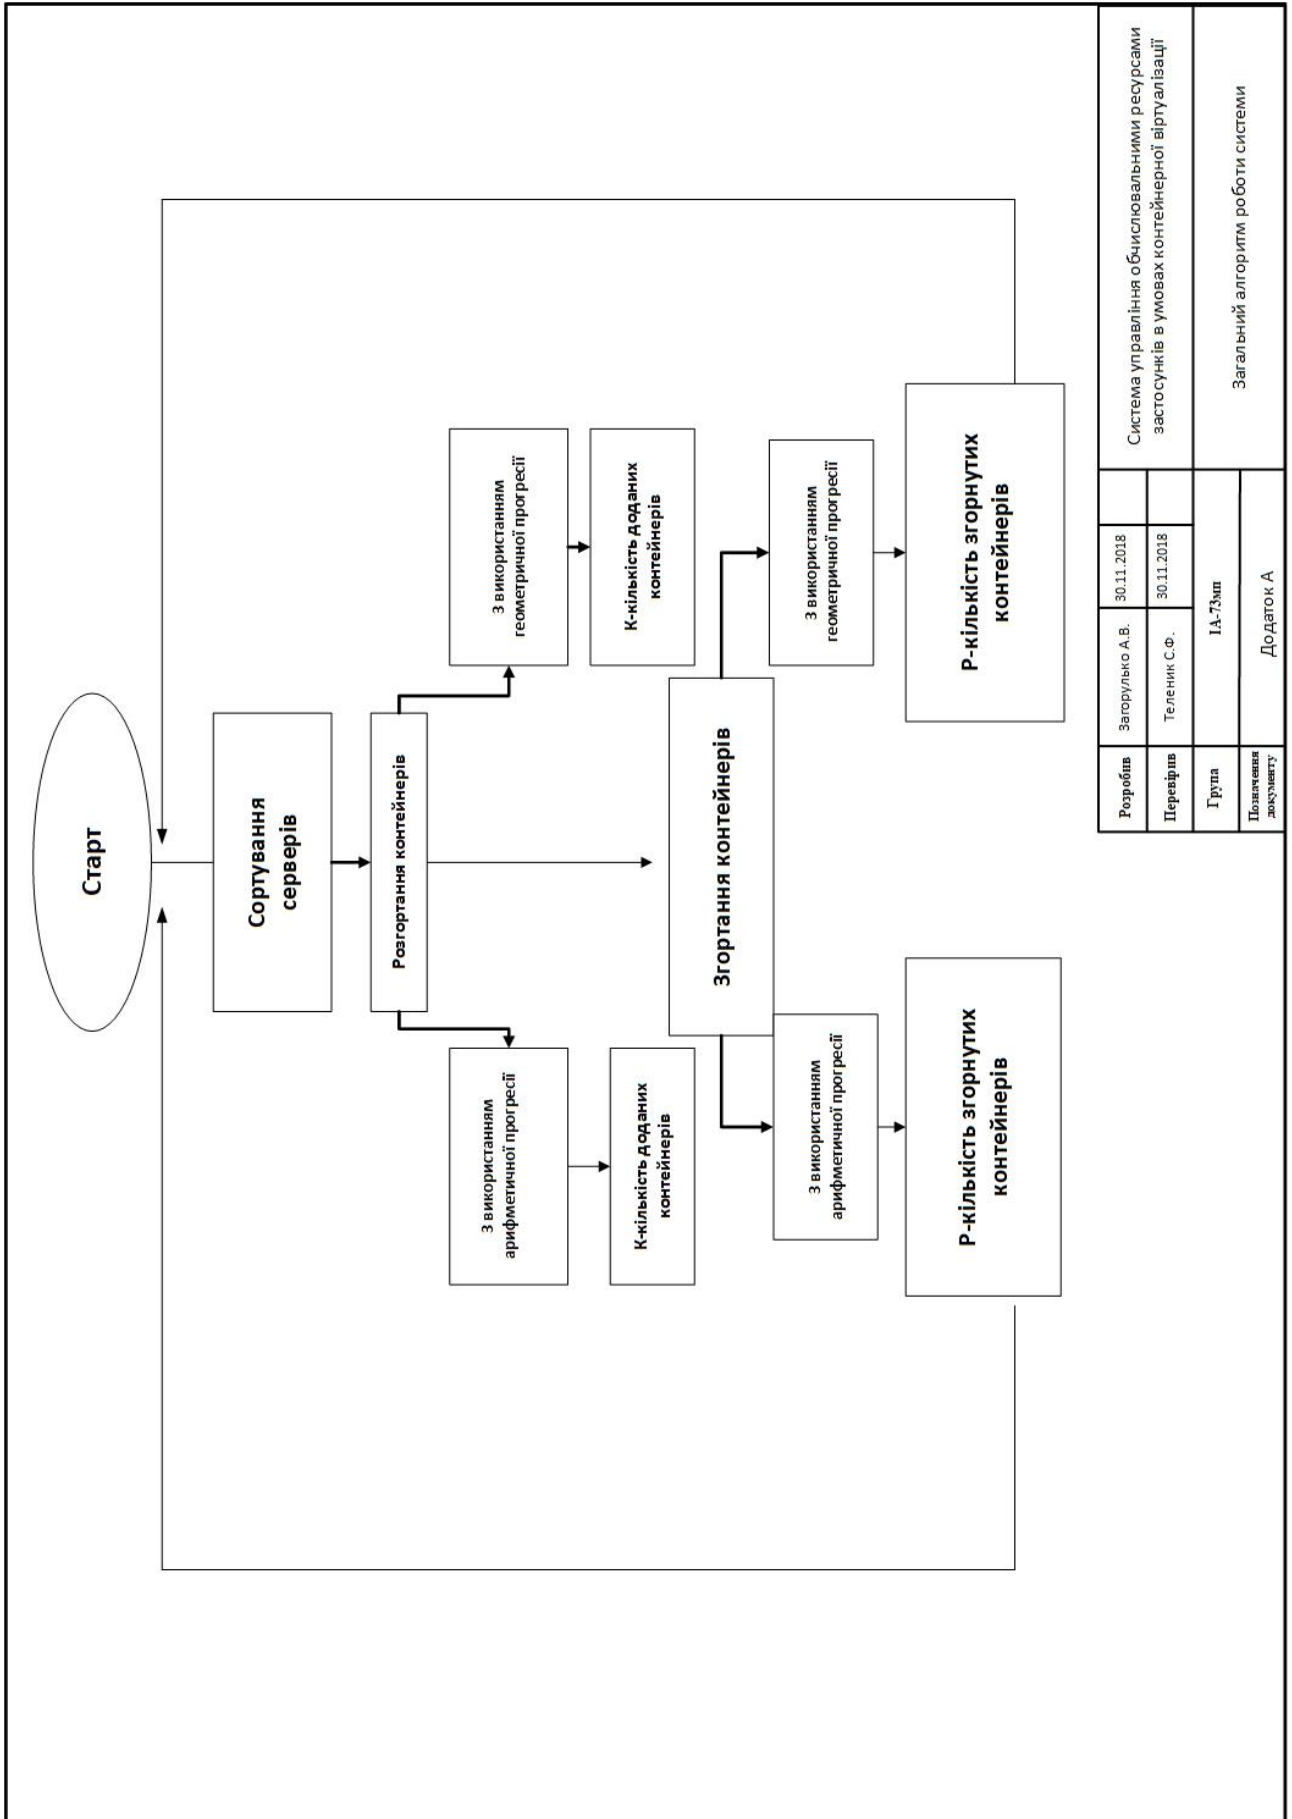 Старт
Сортування
серверів
Розгортання контейнерів
З використанням
арифметичної прогресії
З використанням
геометричної прогресії
К-кількість доданих
контейнерів
К-кількість доданих
контейнерів
Згортання контейнерів
З використанням
арифметичної прогресії
З використанням
геометричної прогресії
Р-кількість згорнутих
контейнерів
Р-кількість згорнутих
контейнерів
Розробив
Загорулько А.В.
30.11.2018
Система управління обчислювальними ресурсами
застосунків в умовах контейнерної віртуалізації
Перевірив
Теленик С.Ф.
30.11.2018
Група
ІА-73мп
Загальний алгоритм роботи системи
Позначення
документу
Додаток А